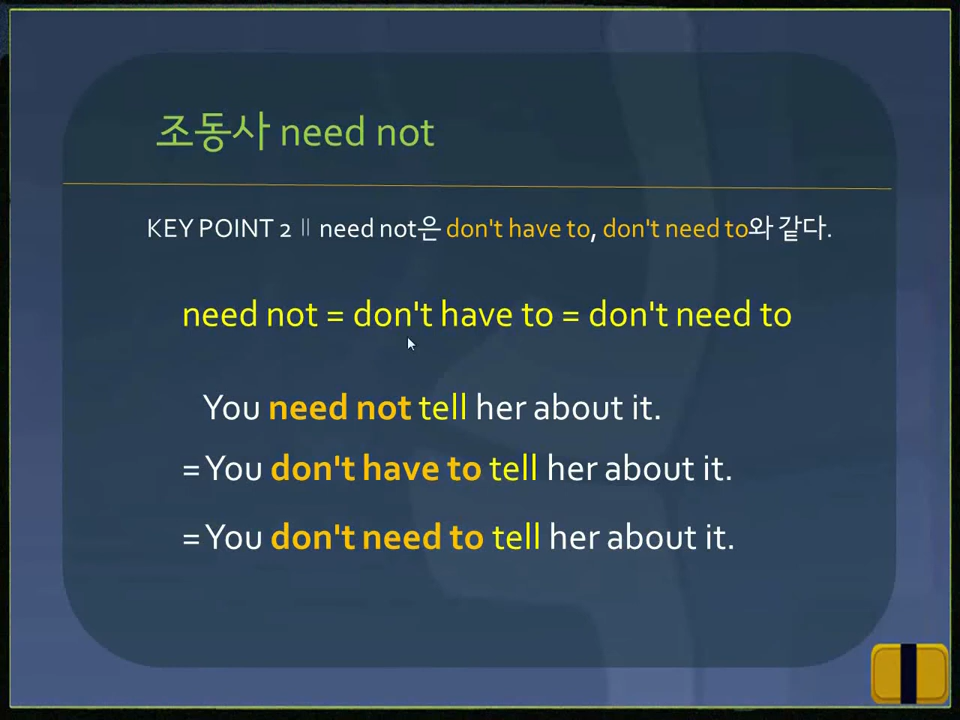 조동사 need not
KEY POINT 2 || need not은 don't have to, don't need to와 같다.
need not = don't have to = don't need to
You need not tell her about it.
= You don't have to tell her about it.
= You don't need to tell her about it.